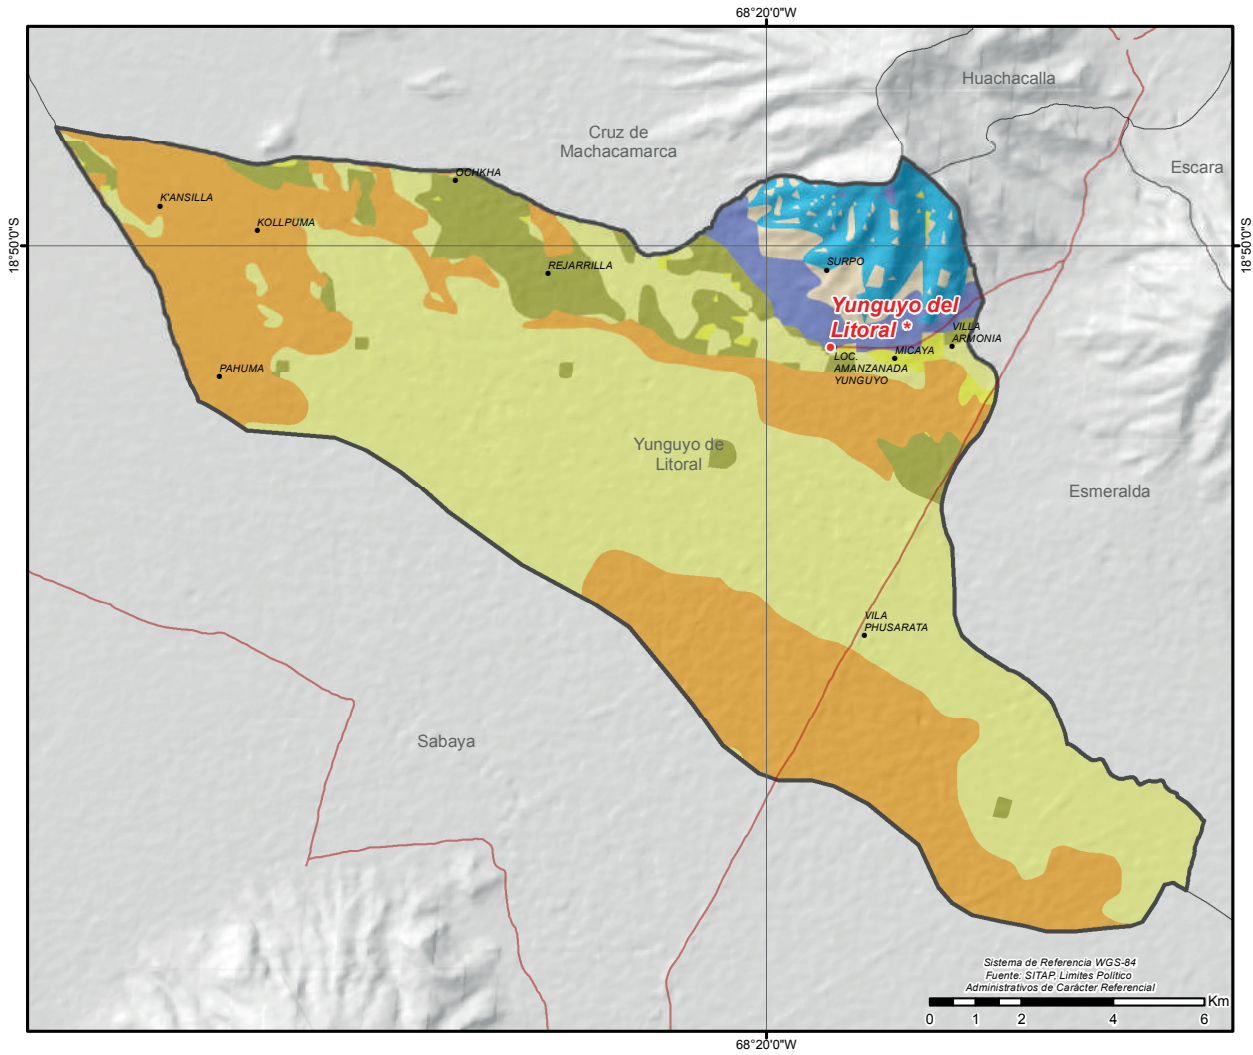 68°20'0"W
Huachacalla
Cruz de
Machacamarca
Escara
OCHKHA
K'ANSILLA
KOLLPUMA
18°50'0"S
18°50'0"S
REJARRILLA
SURPO
Yunguyo del
Litoral *
VILLA
ARMONIA
MICAYA
LOC.
AMANZANADA
YUNGUYO
PAHUMA
Yunguyo de
Litoral
Esmeralda
VILA
PHUSARATA
Sabaya
Sistema de Referencia WGS-84
Fuente: SITAP, Limites Político
Administrativos de Carácter Referencial
Km
0 1 2 4 6
68°20'0"W